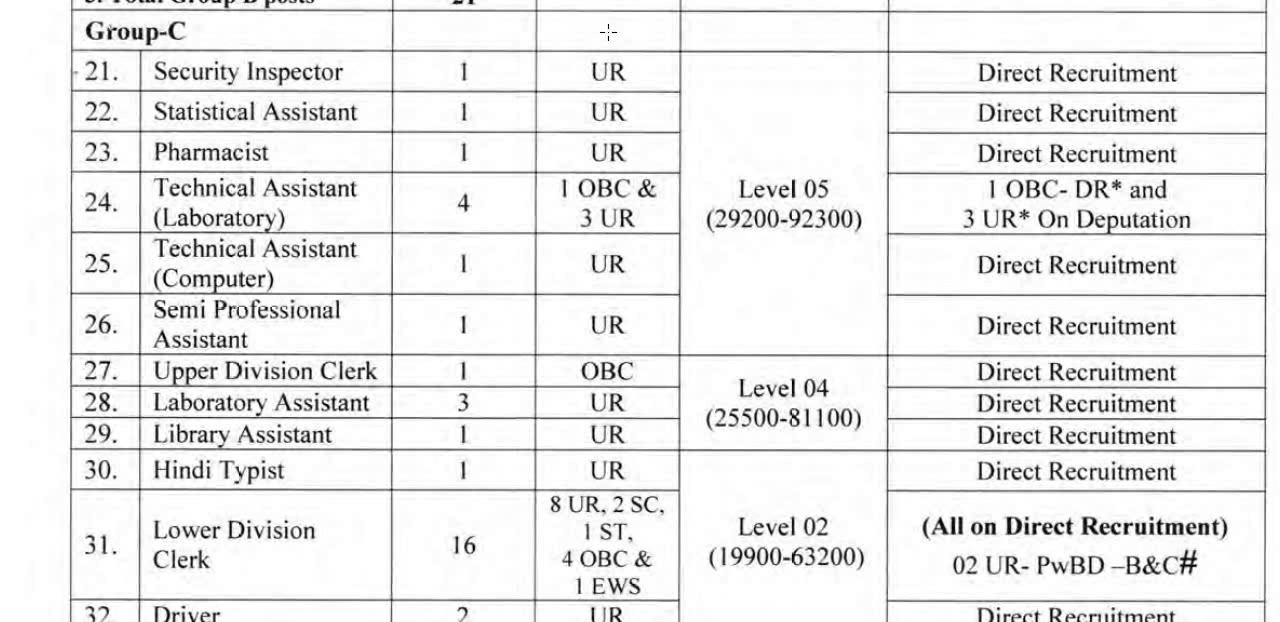 3. Total Group B posts 21
Group-C
21. Security Inspector 1 UR Direct Recruitment
22. Statistical Assistant 1 UR Direct Recruitment
23. Pharmacist 1 UR Direct Recruitment
24. Technical Assistant (Laboratory) 4 1 OBC & 3 UR Level 05 (29200-92300) 1 OBC- DR* and 3 UR* On Deputation
25. Technical Assistant (Computer) 1 UR Direct Recruitment
26. Semi Professional Assistant 1 UR Direct Recruitment
27. Upper Division Clerk 1 OBC Direct Recruitment
28. Laboratory Assistant 3 UR Level 04 (25500-81100) Direct Recruitment
29. Library Assistant 1 UR Direct Recruitment
30. Hindi Typist 1 UR Direct Recruitment
31. Lower Division Clerk 16 8 UR, 2 SC, 1 ST, 4 OBC & 1 EWS Level 02 (19900-63200) (All on Direct Recruitment) 02 UR- PwBD –B&C#
32. Driver 2 UR Direct Recruitment